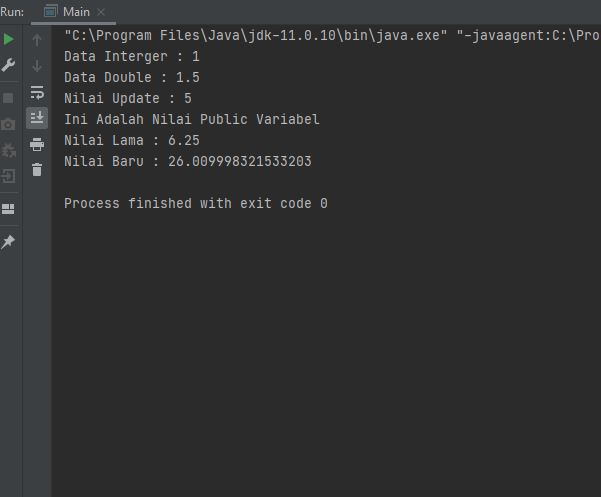 Run: Main
"C:\Program Files\Java\jdk-11.0.10\bin\java.exe" "-javaagent:C:\Pro
Data Interger : 1
Data Double : 1.5
Nilai Update : 5
Ini Adalah Nilai Public Variabel
Nilai Lama : 6.25
Nilai Baru : 26.009998321533203
Process finished with exit code 0